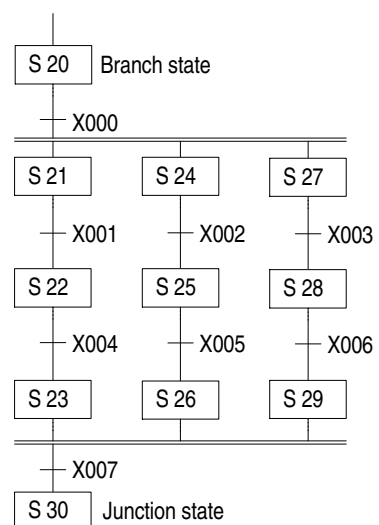 S 20 Branch state
X000
S 21 S 24 S 27
X001 X002 X003
S 22 S 25 S 28
X004 X005 X006
S 23 S 26 S 29
X007
S 30 Junction state